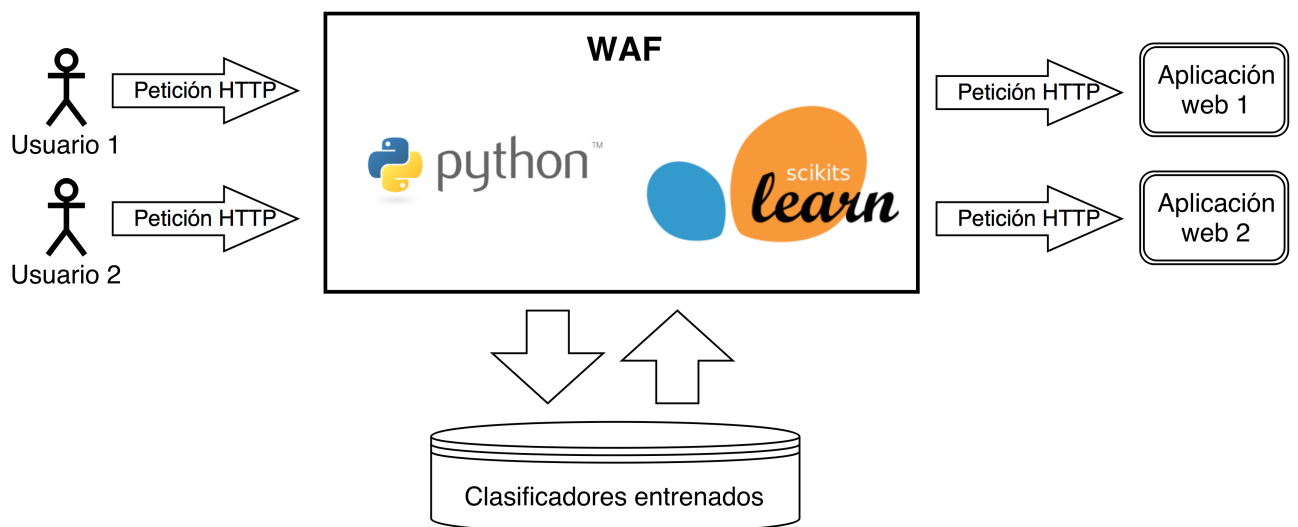 WAF
Petición HTTP
Usuario 1
Petición HTTP
Usuario 2
python™
scikits
learn
Petición HTTP
Aplicación
web 1
Petición HTTP
Aplicación
web 2
Clasificadores entrenados